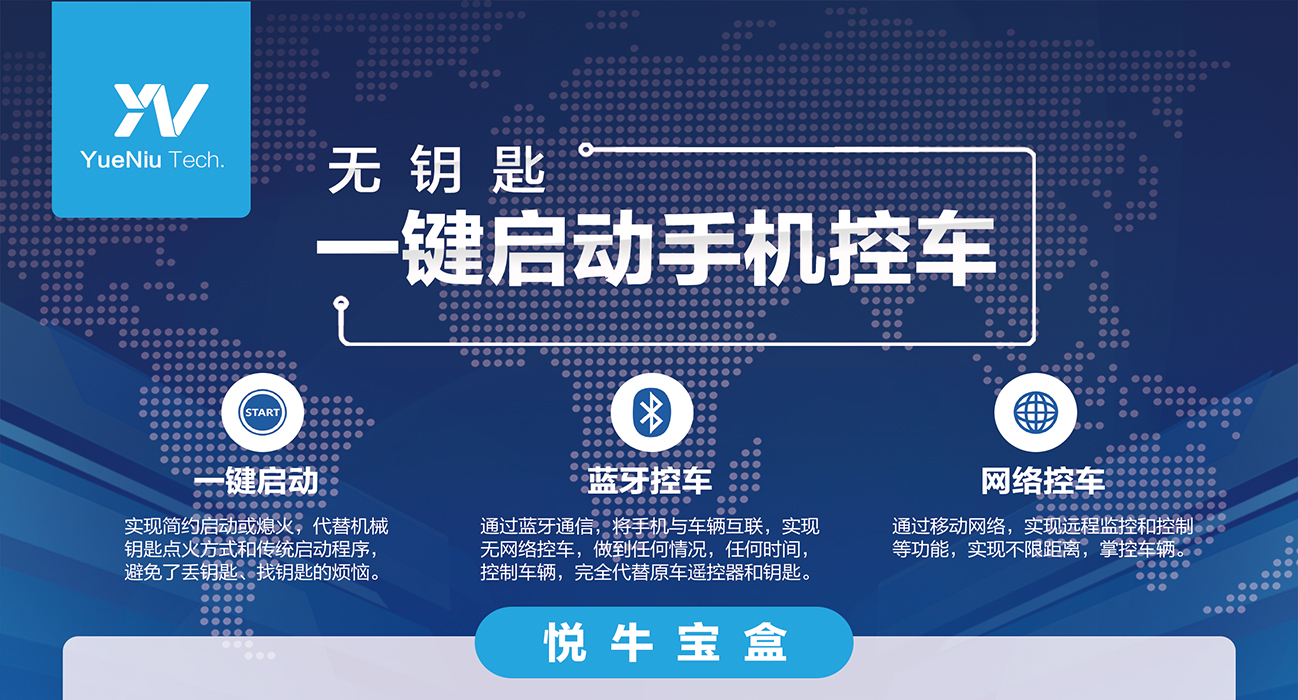 YueNiu Tech.
无钥匙
一键启动手机控车
START
一键启动
实现简约启动或熄火，代替机械
钥匙点火方式和传统启动程序，
避免了丢钥匙、找钥匙的烦恼。
蓝牙控车
通过蓝牙通信，将手机与车辆互联，实现
无网络控车，做到任何情况，任何时间，
控制车辆，完全代替原车遥控器和钥匙。
网络控车
通过移动网络，实现远程监控和控制
等功能，实现不限距离，掌控车辆。
悦牛宝盒